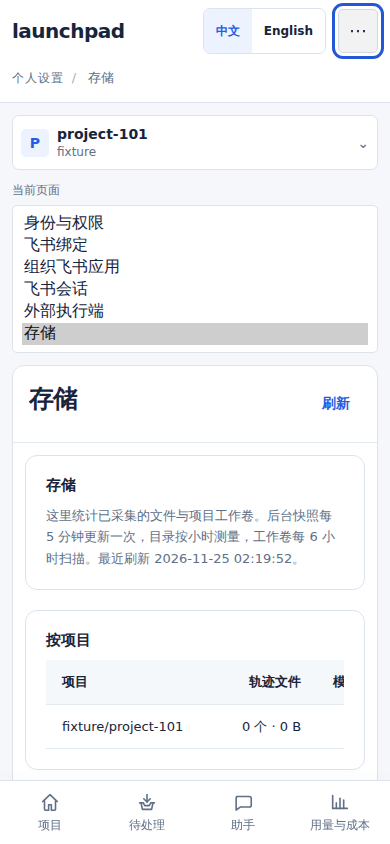 launchpad
中文 English ...
个人设置 / 存储
P project-101
fixture
当前页面
身份与权限
飞书绑定
组织飞书应用
飞书会话
外部执行端
存储
存储 刷新
存储
这里统计已采集的文件与项目工作卷。后台快照每
5 分钟更新一次，目录按小时测量，工作卷每 6 小
时扫描。最近刷新 2026-11-25 02:19:52。
按项目
项目 轨迹文件
fixture/project-101 0 个 · 0 B
项目 待处理 助手 用量与成本